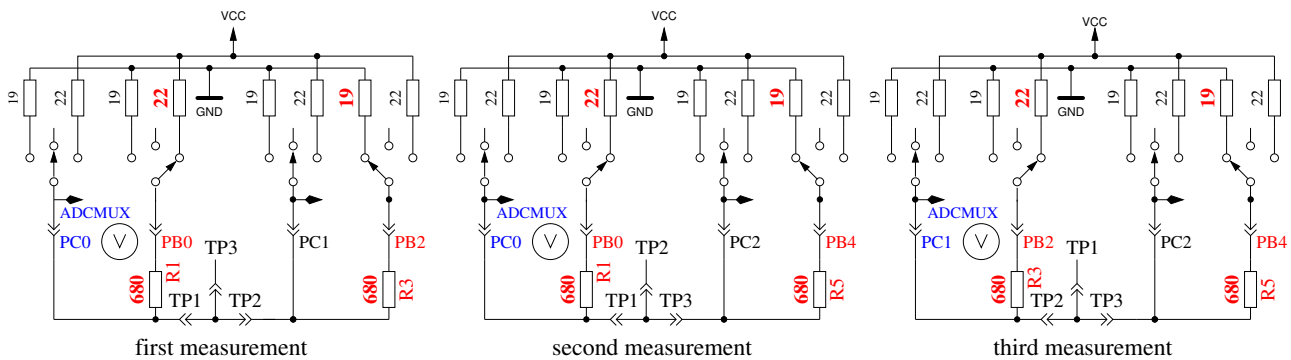 VCC VCC VCC
19 22 19 22 19 22 19 22
GND
19 22 19 22 19 22 19 22
GND
19 22 19 22 19 22 19 22
GND
ADCMUX
PC0 V PB0 TP3 PC1 PB2
680 R1 680 R3
TP1 TP2
first measurement
ADCMUX
PC0 V PB0 TP2 PC2 PB4
680 R1 680 R5
TP1 TP3
second measurement
ADCMUX
PC1 V PB2 TP1 PC2 PB4
680 R3 680 R5
TP2 TP3
third measurement